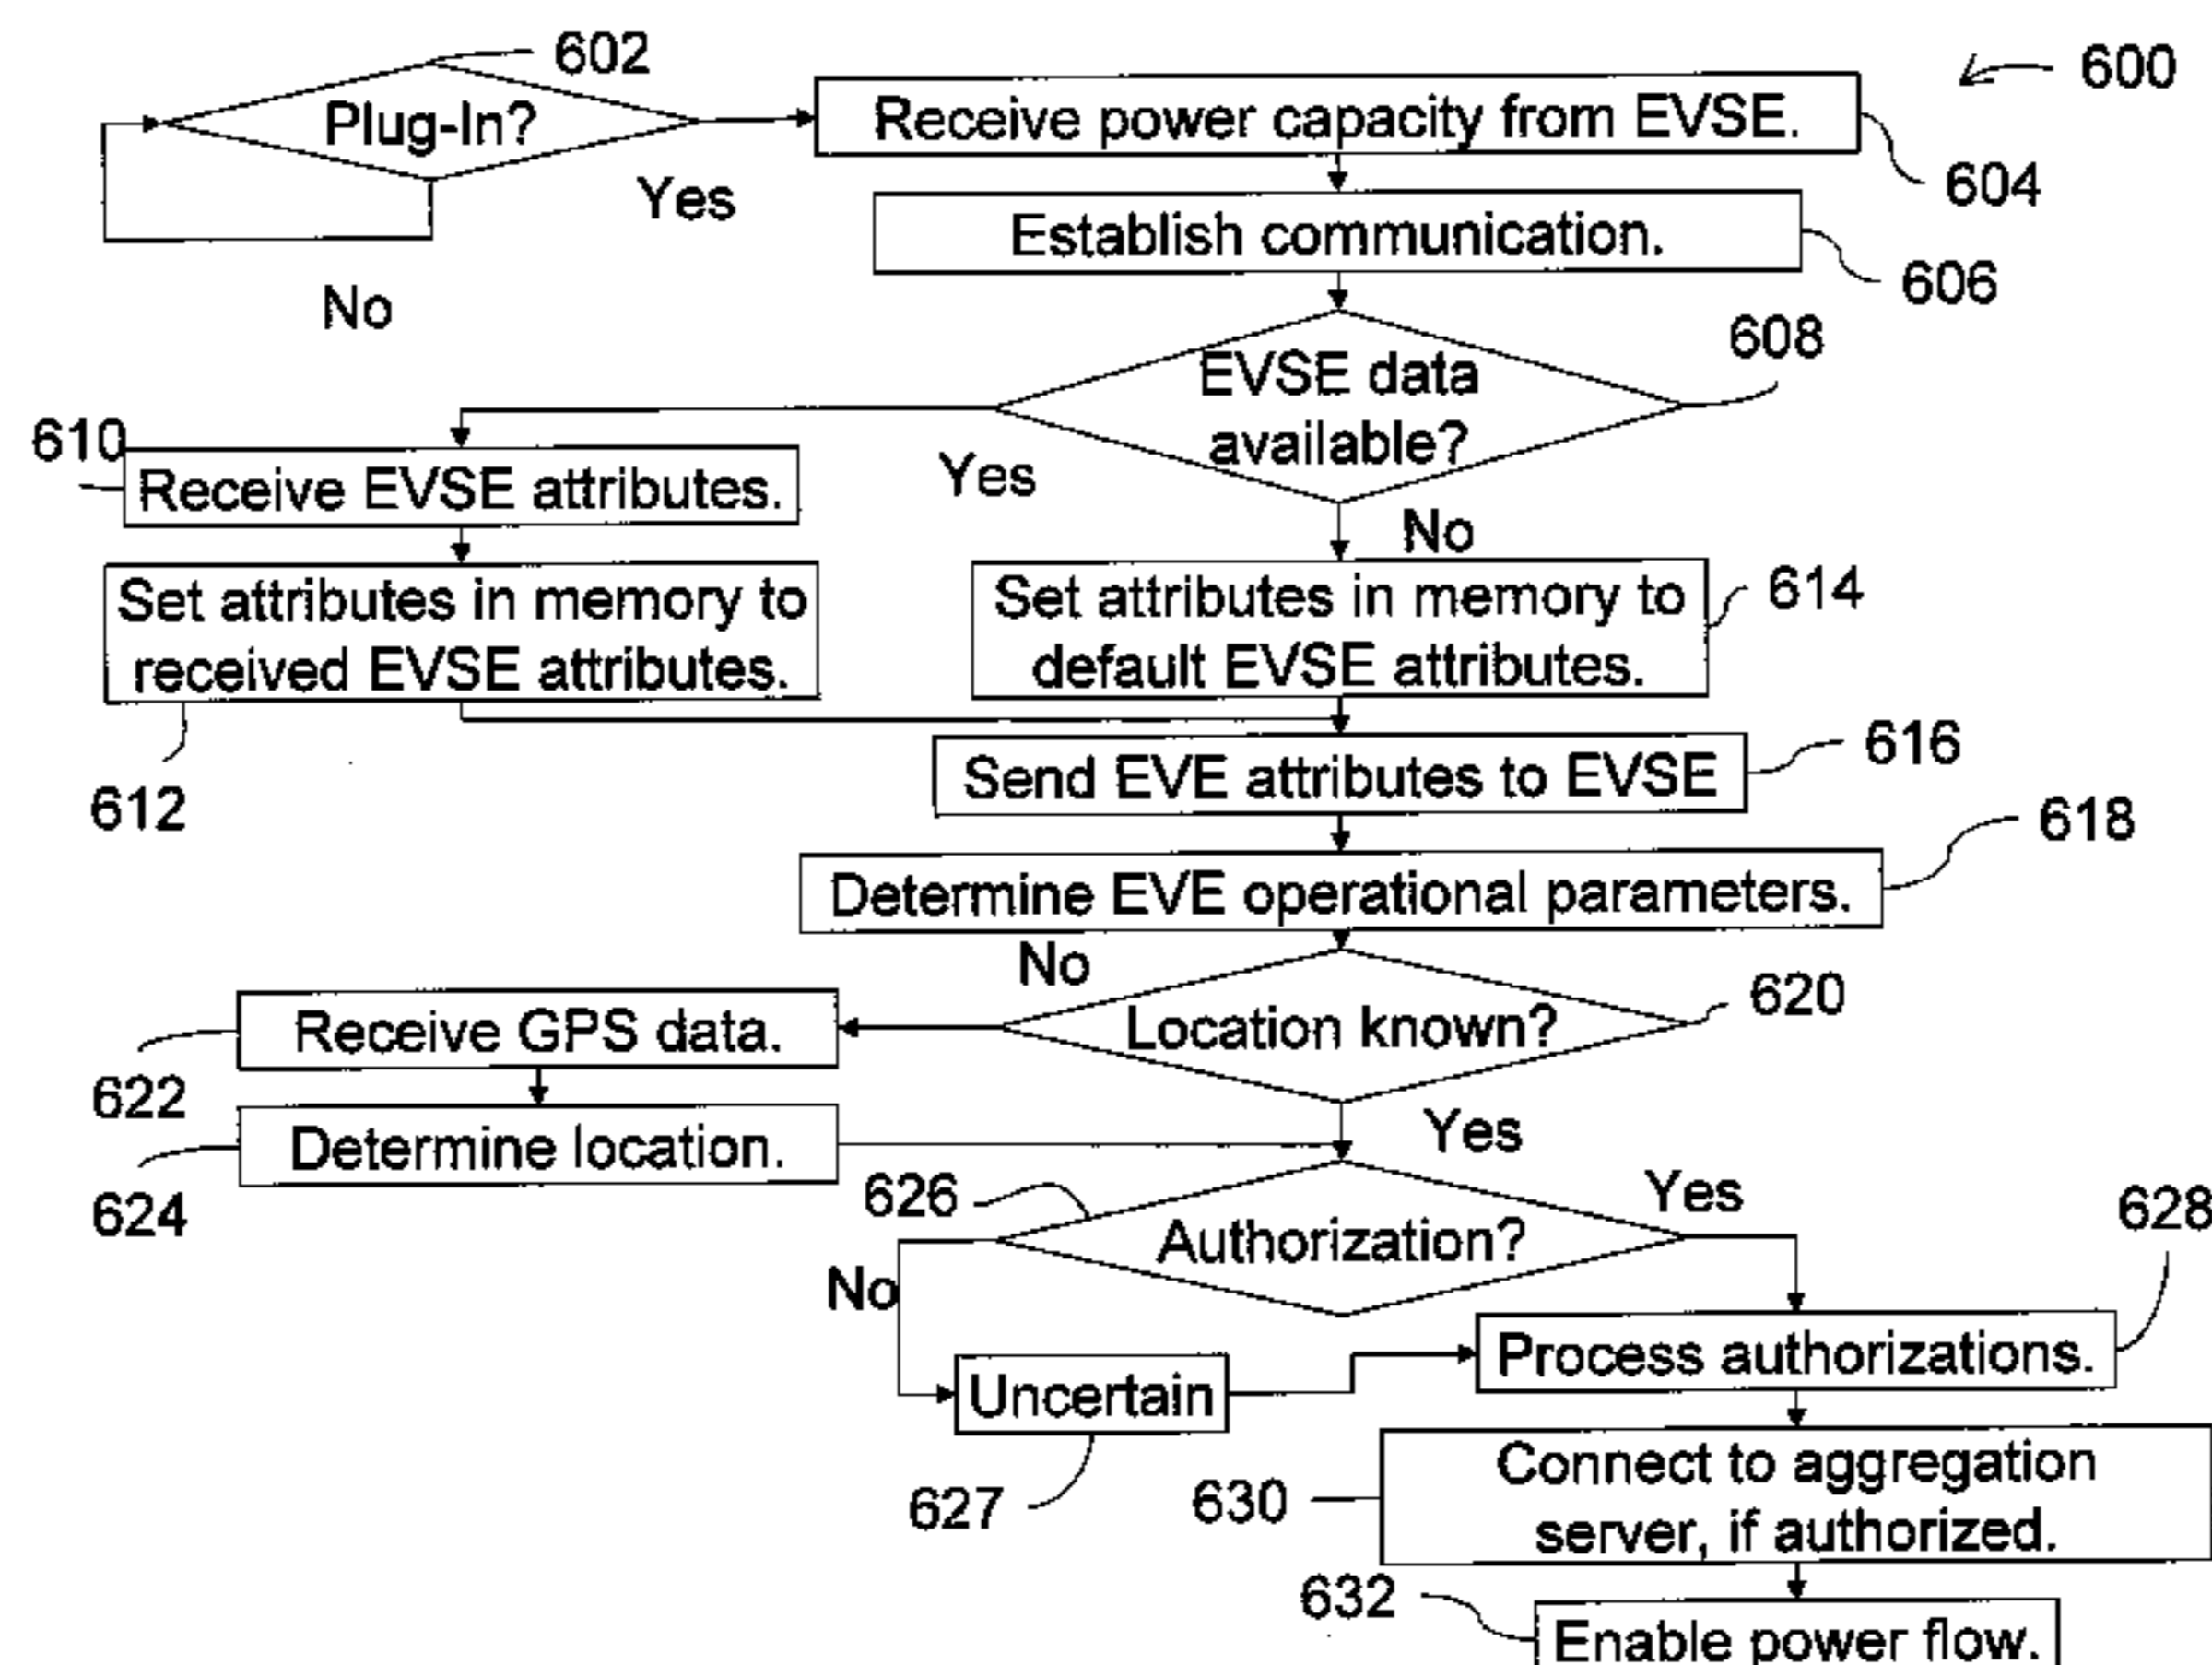 602
600
Plug-In?
Receive power capacity from EVSE.
604
Yes
Establish communication.
606
No
608
EVSE data
available?
610
Receive EVSE attributes.
Yes
No
Set attributes in memory to
received EVSE attributes.
Set attributes in memory to
default EVSE attributes.
614
612
Send EVE attributes to EVSE
616
618
Determine EVE operational parameters.
No
620
Receive GPS data.
Location known?
622
Determine location.
Yes
624
626
Yes
628
Authorization?
No
Process authorizations.
Uncertain
627
630
Connect to aggregation
server, if authorized.
632
Enable power flow.